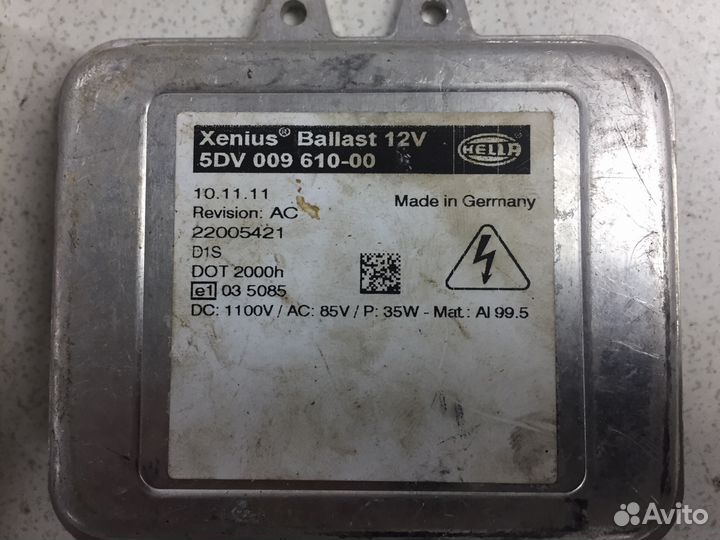 Xenius® Ballast 12V
5DV 009 610-00
HELLA
10.11.11
Made in Germany
Revision: AC
22005421
D1S
DOT 2000h
e1 03 5085
DC: 1100V / AC: 85V / P: 35W - Mat.: Al 99.5
Avito